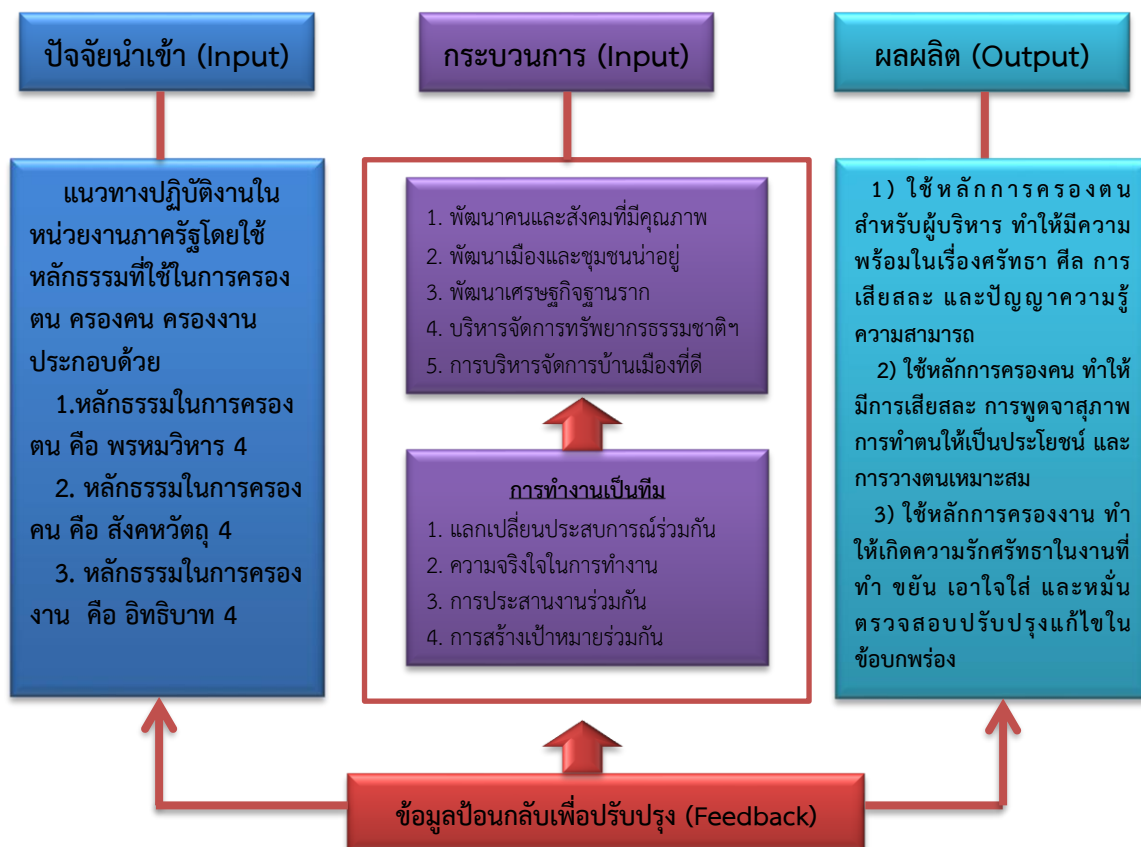 ปัจจัยนำเข้า (Input)
แนวทางปฏิบัติงานใน
หน่วยงานภาครัฐโดยใช้
หลักธรรมที่ใช้ในการครอง
ตน ครองคน ครองงาน
ประกอบด้วย
1.หลักธรรมในการครอง
ตน คือ พรหมวิหาร 4
2. หลักธรรมในการครอง
คน คือ สังคหวัตถุ 4
3. หลักธรรมในการครอง
งาน คือ อิทธิบาท 4
กระบวนการ (Input)
1. พัฒนาคนและสังคมที่มีคุณภาพ
2. พัฒนาเมืองและชุมชนน่าอยู่
3. พัฒนาเศรษฐกิจฐานราก
4. บริหารจัดการทรัพยากรธรรมชาติฯ
5. การบริหารจัดการบ้านเมืองที่ดี
การทำงานเป็นทีม
1. แลกเปลี่ยนประสบการณ์ร่วมกัน
2. ความจริงใจในการทำงาน
3. การประสานงานร่วมกัน
4. การสร้างเป้าหมายร่วมกัน
ผลผลิต (Output)
1) ใช้หลักการครองตน
สำหรับผู้บริหาร ทำให้มีความ
พร้อมในเรื่องศรัทธา ศีล การ
เสียสละ และปัญญาความรู้
ความสามารถ
2) ใช้หลักการครองคน ทำให้
มีการเสียสละ การพูดจาสุภาพ
การทำตนให้เป็นประโยชน์ และ
การวางตนเหมาะสม
3) ใช้หลักการครองงาน ทำ
ให้เกิดความรักศรัทธาในงานที่
ทำ ขยัน เอาใจใส่ และหมั่น
ตรวจสอบปรับปรุงแก้ไขใน
ข้อบกพร่อง
ข้อมูลป้อนกลับเพื่อปรับปรุง (Feedback)